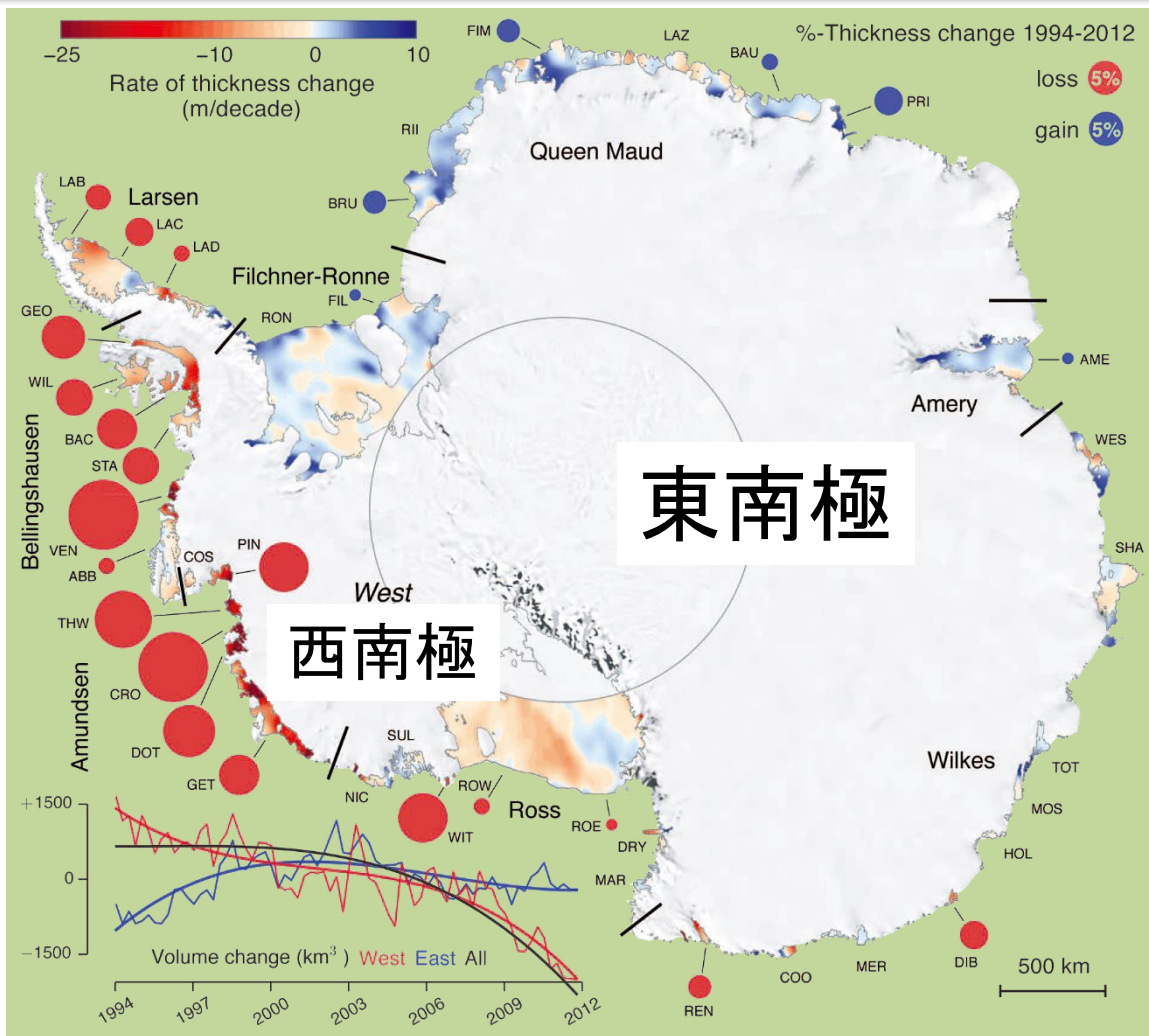 −25
−10
0
10
Rate of thickness change
(m/decade)
%-Thickness change 1994-2012
loss 5%
gain 5%
FIM
LAZ
BAU
PRI
RII
Queen Maud
BRU
LAB
Larsen
LAC
LAD
Filchner-Ronne
FIL
RON
GEO
WIL
BAC
STA
VEN
ABB
Bellingshausen
COS
PIN
THW
CRO
DOT
GET
Amundsen
West
西南極
東南極
AME
Amery
WES
SHA
Wilkes
TOT
MOS
HOL
DIB
MER
COO
REN
MAR
DRY
ROE
Ross
ROW
WIT
SUL
NIC
500 km
+1500
0
−1500
Volume change (km³) West East All
1994
1997
2000
2003
2006
2009
2012